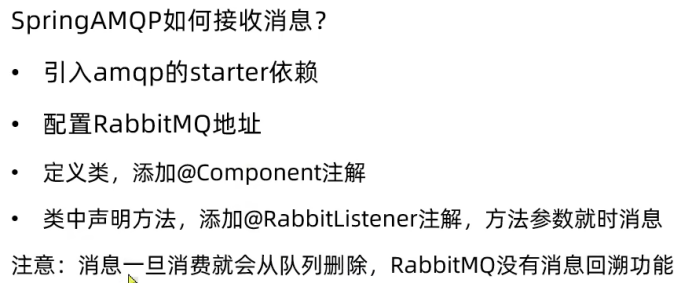 SpringAMQP如何接收消息？
• 引入amqp的starter依赖
• 配置RabbitMQ地址
• 定义类，添加@Component注解
• 类中声明方法，添加@RabbitListener注解，方法参数就时消息
注意：消息一旦消费就会从队列删除，RabbitMQ没有消息回溯功能